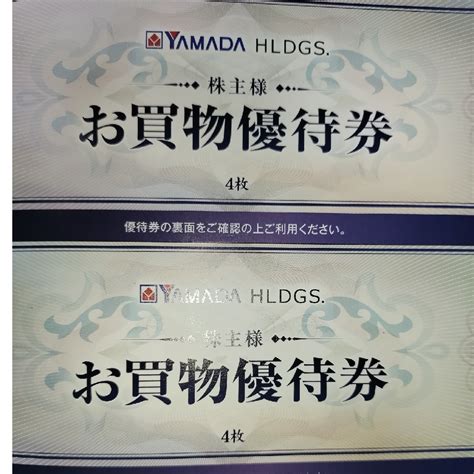 YAMADA HLDGS.
株主様
お買物優待券
4枚
優待券の裏面をご確認の上ご利用ください。
YAMADA HLDGS.
株主様
お買物優待券
4枚